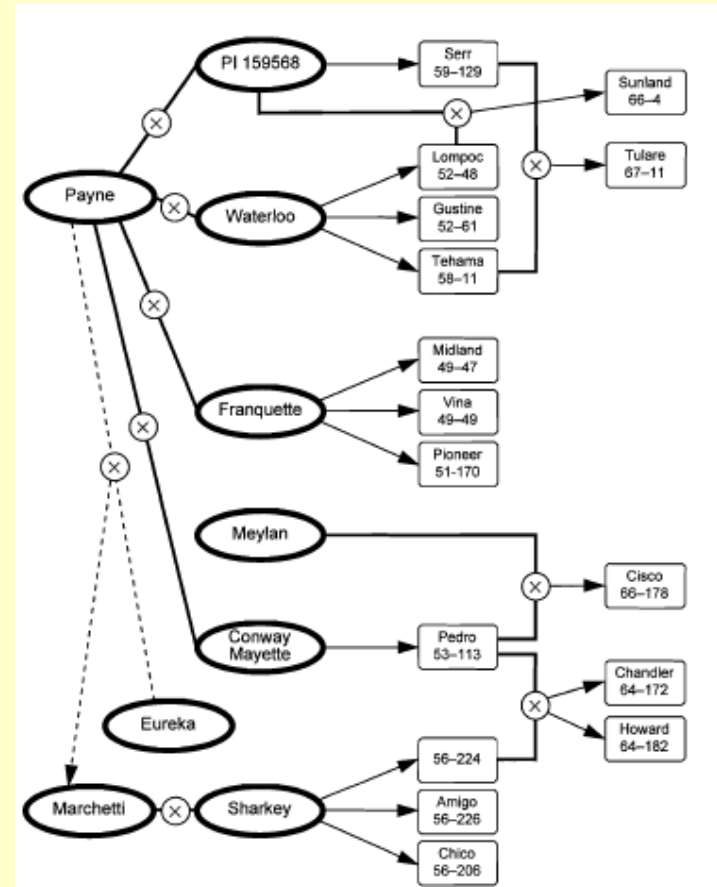 PI 159568
Serr
59–129
Sunland
66–4
Lompoc
52–48
Tulare
67–11
Payne
Waterloo
Gustine
52–61
Tehama
58–11
Midland
49–47
Franquette
Vina
49–49
Pioneer
51-170
Meylan
Cisco
66–178
Conway
Mayette
Pedro
53–113
Chandler
64–172
Howard
64–182
Eureka
56–224
Marchetti
Sharkey
Amigo
56–226
Chico
56–206